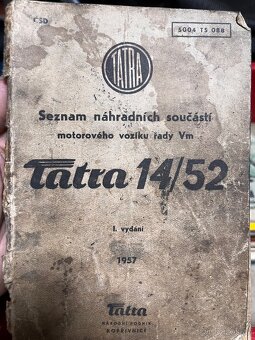 ČSD
5004 TS 088
TATRA
Seznam náhradních součástí
motorového vozíku řady Vm
Tatra 14/52
I. vydání
1957
Tatra
NÁRODNÍ PODNIK
KOPŘIVNICE